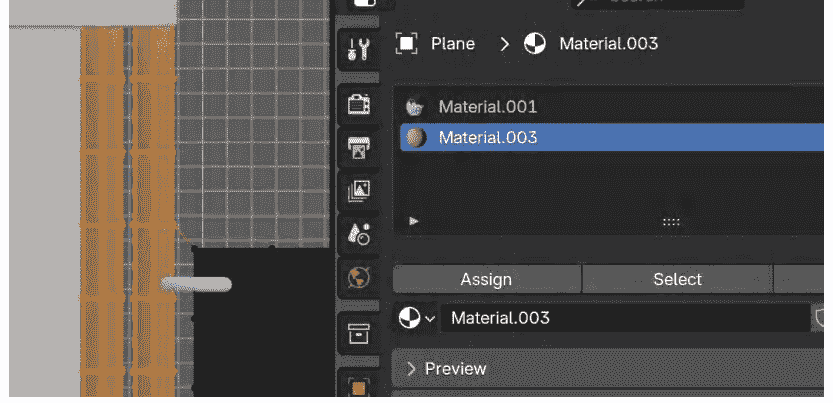 Plane > Material.003
Material.001
Material.003
Assign Select
Material.003
Preview